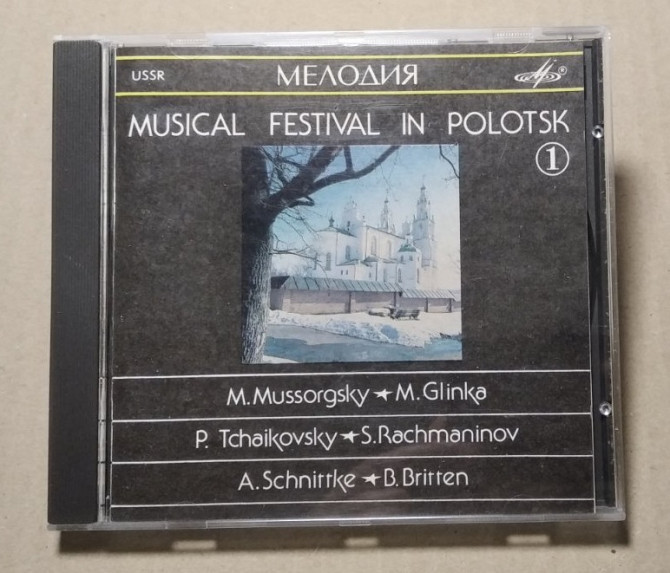 USSR
МЕЛОДИЯ
MUSICAL FESTIVAL IN POLOTSK
1
M. Mussorgsky ★ M. Glinka
P. Tchaikovsky ★ S. Rachmaninov
A. Schnittke ★ B. Britten